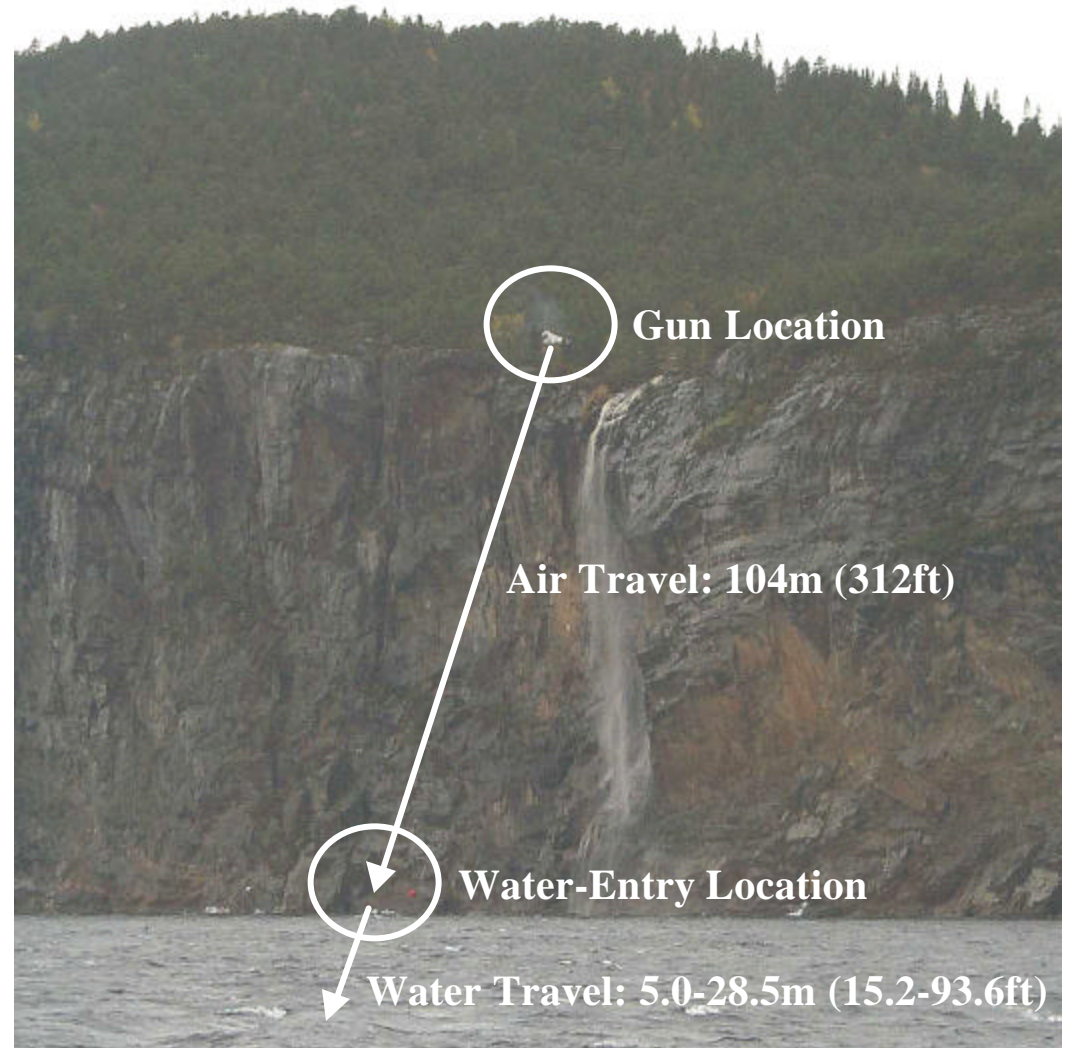 Gun Location
Air Travel: 104m (312ft)
Water-Entry Location
Water Travel: 5.0-28.5m (15.2-93.6ft)